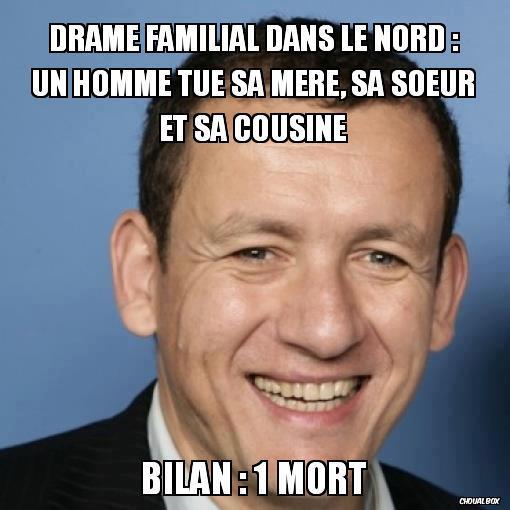 DRAME FAMILIAL DANS LE NORD :
UN HOMME TUE SA MERE, SA SOEUR
ET SA COUSINE
BILAN : 1 MORT
CHOUALBOX